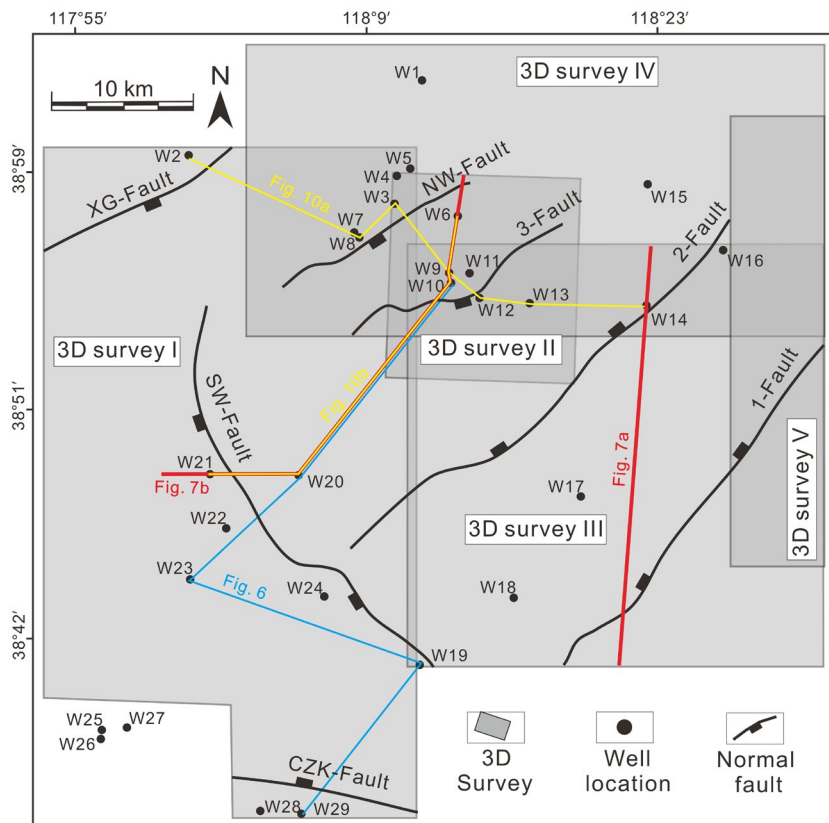 117°55′
118°9′
118°23′
10 km
N
W1
3D survey IV
38°59′
W2
W5
W4
NW-Fault
W15
XG-Fault
Fig. 10a
W3
W6
3-Fault
2-Fault
W7
W8
W9
W11
W10
W16
W12
W13
W14
3D survey I
3D survey II
38°51′
SW-Fault
Fig. 10b
1-Fault
3D survey V
W21
Fig. 7b
W20
Fig. 7a
W17
W22
3D survey III
W23
Fig. 6
W24
W18
38°42′
W19
W25
W27
W26
CZK-Fault
W28
W29
3D
Survey
Well
location
Normal
fault